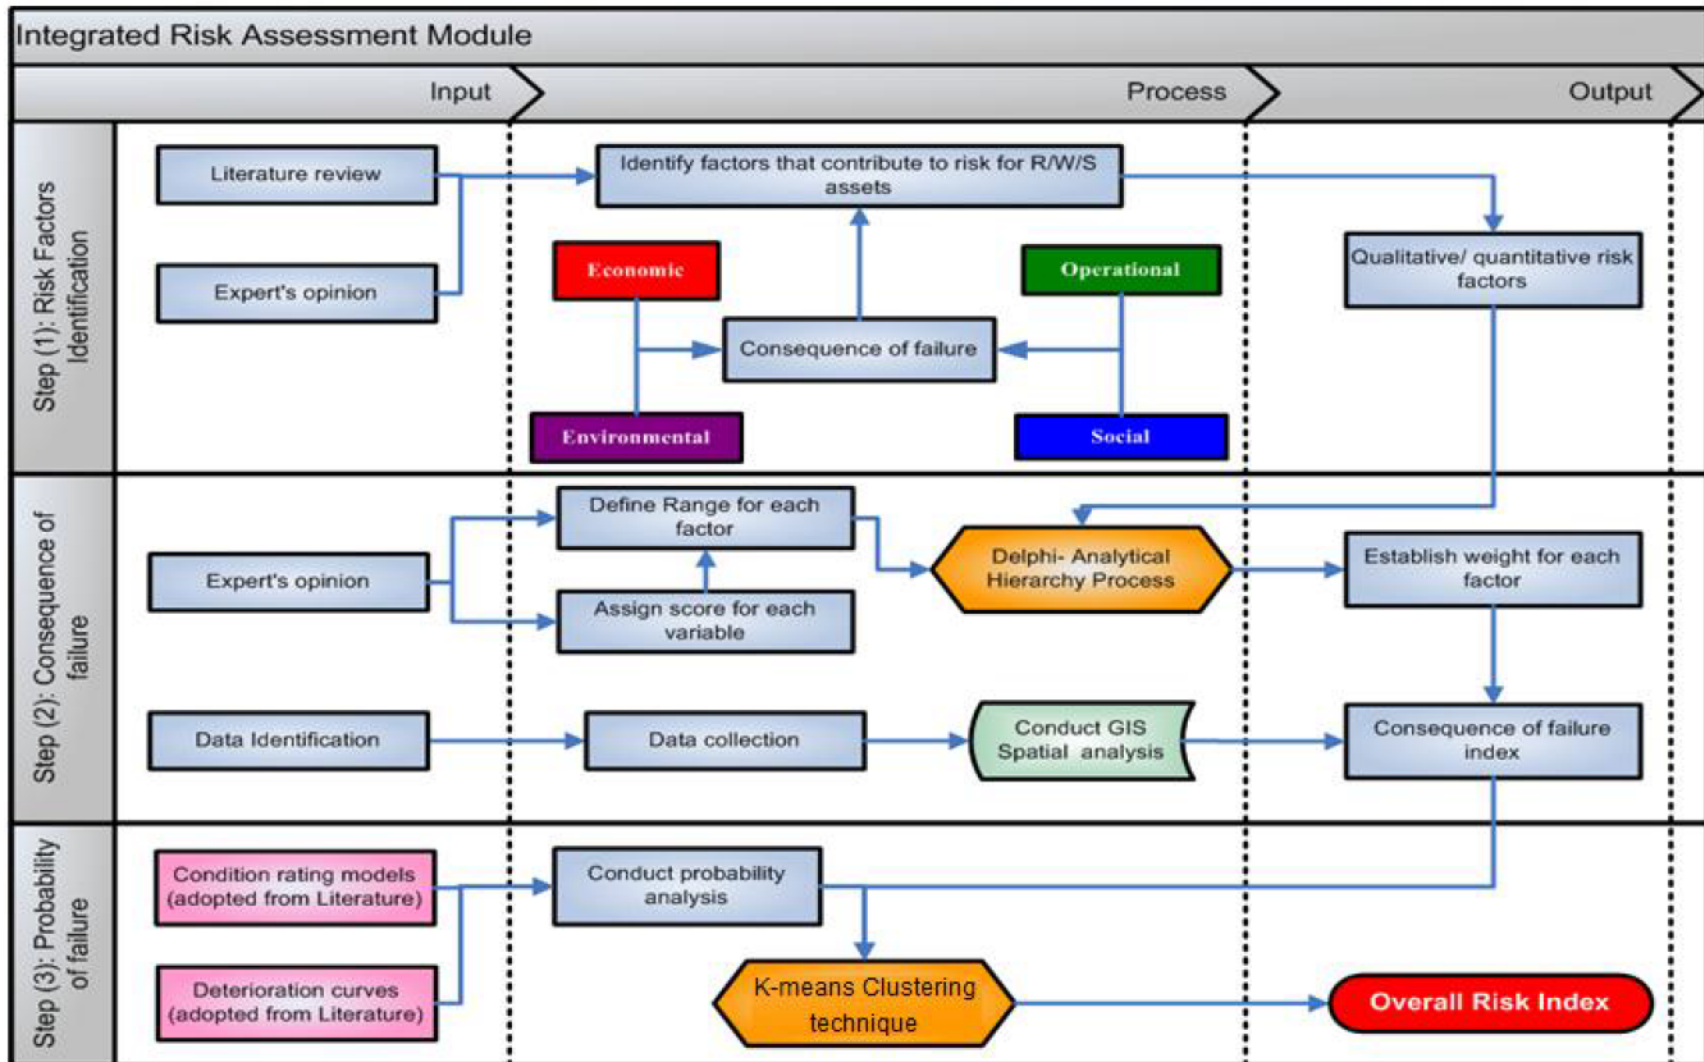 Integrated Risk Assessment Module
Input
Process
Output
Step (1): Risk Factors
Identification
Literature review
Expert's opinion
Identify factors that contribute to risk for R/W/S
assets
Economic
Operational
Consequence of failure
Environmental
Social
Qualitative/ quantitative risk
factors
Step (2): Consequence of
failure
Expert's opinion
Define Range for each
factor
Assign score for each
variable
Delphi- Analytical
Hierarchy Process
Establish weight for each
factor
Data Identification
Data collection
Conduct GIS
Spatial analysis
Consequence of failure
index
Step (3): Probability
of failure
Condition rating models
(adopted from Literature)
Deterioration curves
(adopted from Literature)
Conduct probability
analysis
K-means Clustering
technique
Overall Risk Index